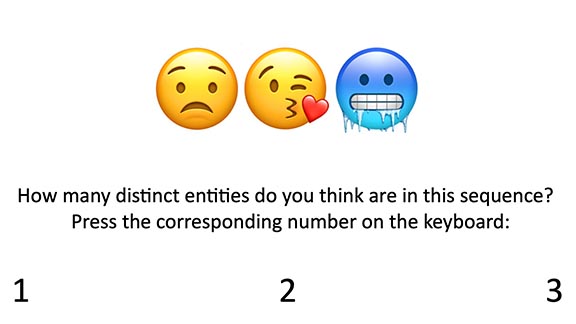 How many distinct entities do you think are in this sequence?
Press the corresponding number on the keyboard:
1 2 3